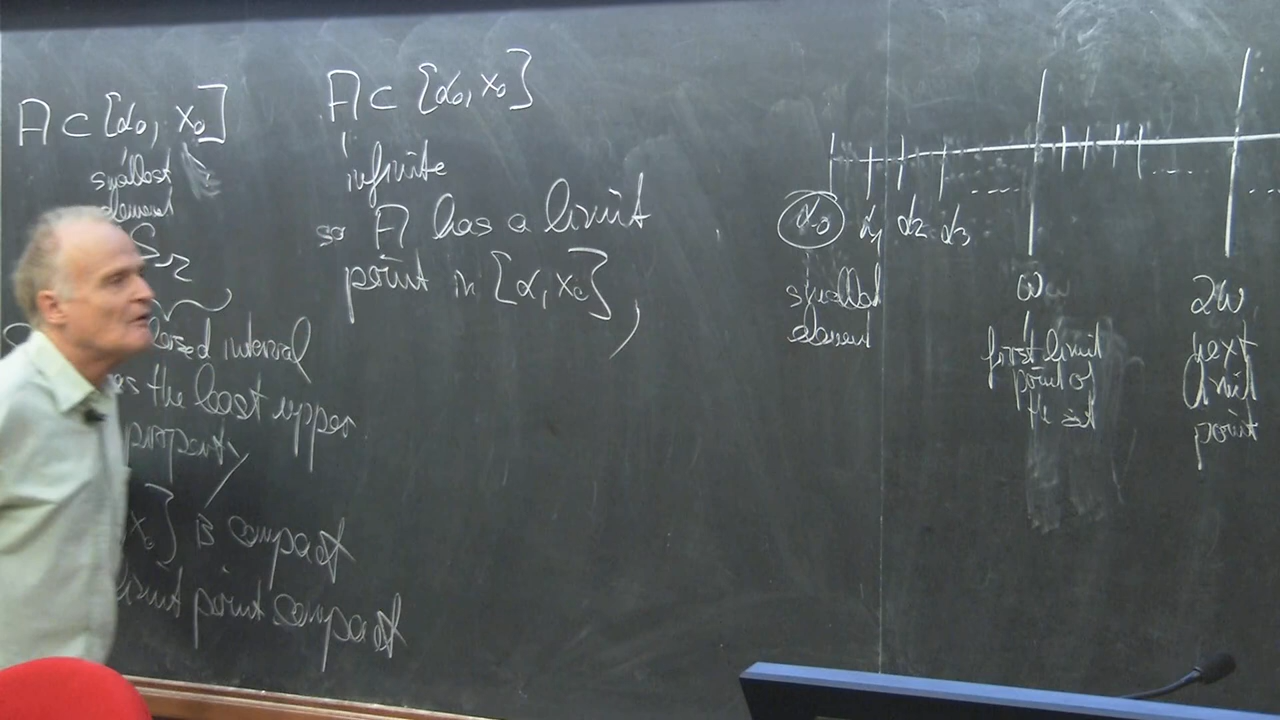 A ⊂ [α₀, x₀]
smallest
element
S_Ω
closed interval
the least upper
property
x₀] is compact
limit point compact
A ⊂ [α₀, x₀]
infinite
so A has a limit
point in [α, x₀],
α₀ α₁ α₂ α₃
smallest
element
ω
first limit
point of
the set
2ω
next
limit
point